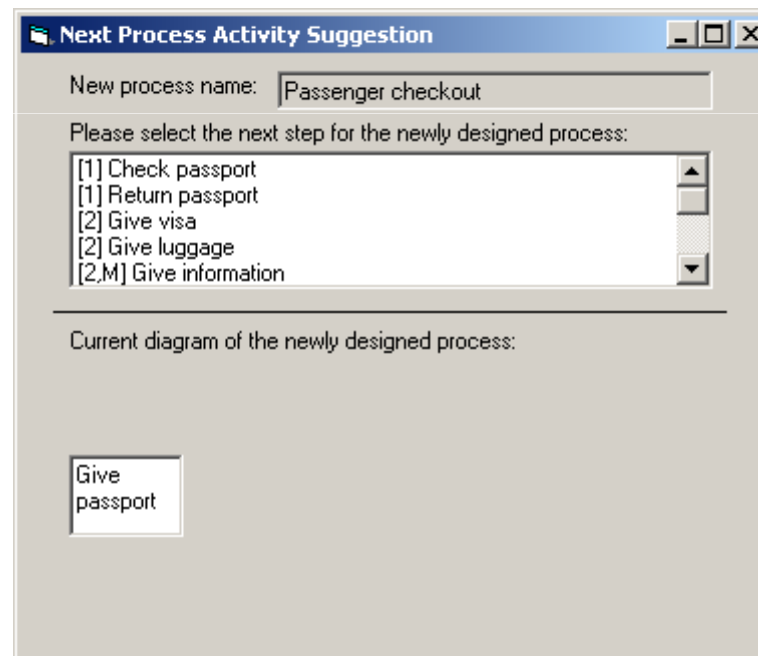 Next Process Activity Suggestion
New process name: Passenger checkout
Please select the next step for the newly designed process:
[1] Check passport
[1] Return passport
[2] Give visa
[2] Give luggage
[2,M] Give information
Current diagram of the newly designed process:
Give
passport